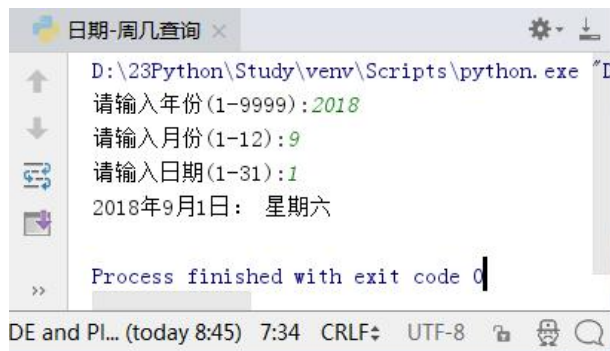 日期-周几查询
D:\23Python\Study\venv\Scripts\python.exe "D
请输入年份(1-9999):2018
请输入月份(1-12):9
请输入日期(1-31):1
2018年9月1日： 星期六
Process finished with exit code 0
DE and Pl... (today 8:45) 7:34 CRLF UTF-8